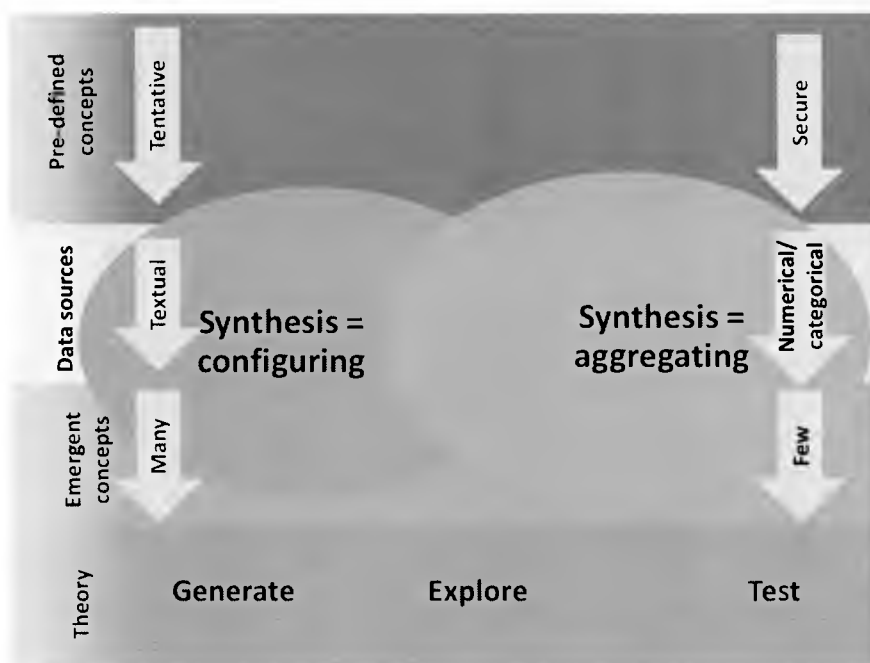 Pre-defined
concepts
Tentative
Secure
Data sources
Textual
Synthesis =
configuring
Synthesis =
aggregating
Numerical/
categorical
Emergent
concepts
Many
Few
Theory
Generate
Explore
Test